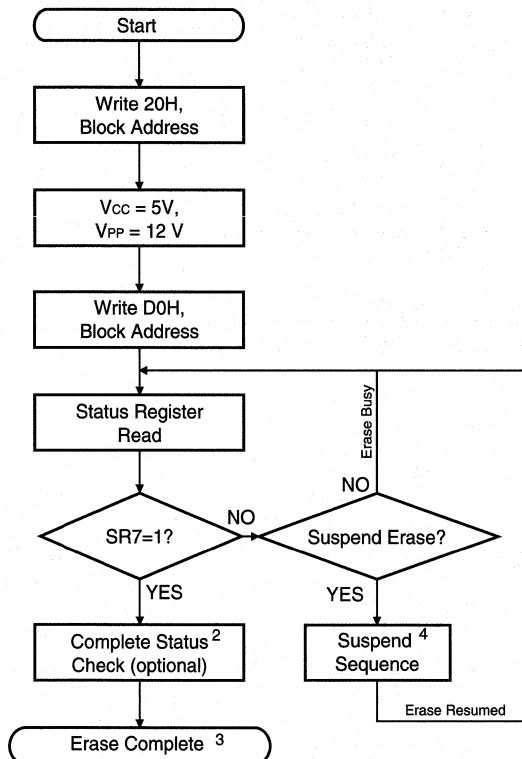 Start
Write 20H,
Block Address
VCC = 5V,
VPP = 12 V
Write D0H,
Block Address
Status Register
Read
Erase Busy
NO
SR7=1?
NO
Suspend Erase?
YES
YES
Complete Status 2
Check (optional)
Suspend 4
Sequence
Erase Resumed
Erase Complete 3